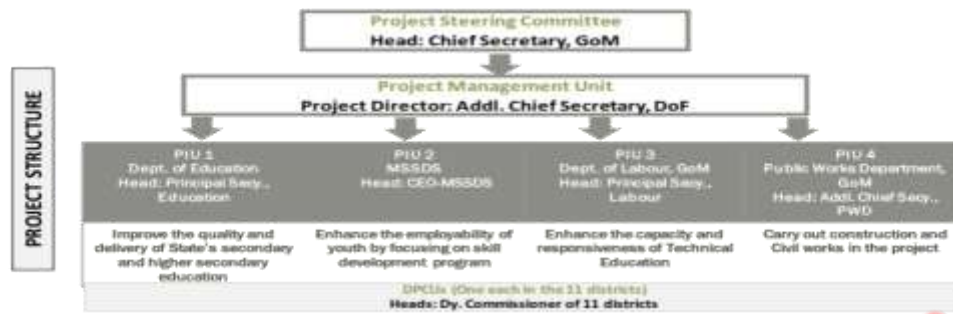 Project Steering Committee
Head: Chief Secretary, GoM
PROJECT STRUCTURE
Project Management Unit
Project Director: Addl. Chief Secretary, DoF
PIU 1
Dept. of Education
Head: Principal Secy.,
Education
PIU 2
MSSDS
Head: CEO-MSSDS
PIU 3
Dept. of Labour, GoM
Head: Principal Secy.,
Labour
PIU 4
Public Works Department,
GoM
Head: Addl. Chief Secy.,
PWD
Improve the quality and
delivery of State's secondary
and higher secondary
education
Enhance the employability of
youth by focusing on skill
development program
Enhance the capacity and
responsiveness of Technical
Education
Carry out construction and
Civil works in the project
DPCUs (One each in the 11 districts)
Heads: Dy. Commissioner of 11 districts